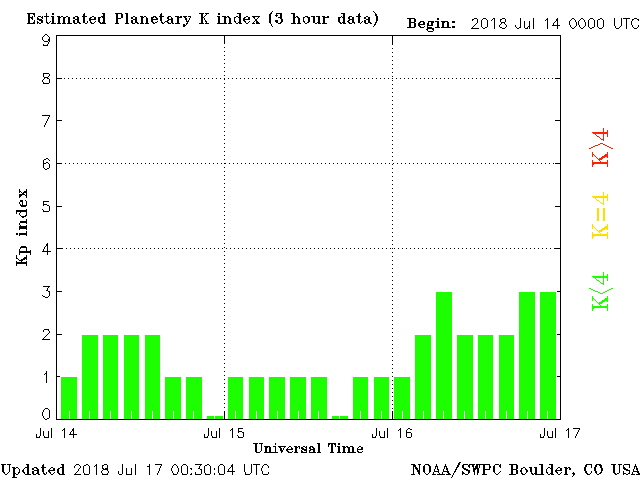 Estimated Planetary K index (3 hour data) Begin: 2018 Jul 14 0000 UTC
9
8
7
6
5
4
3
2
1
0
Kp index
K>4
K=4
K<4
Jul 14 Jul 15 Jul 16 Jul 17
Universal Time
Updated 2018 Jul 17 00:30:04 UTC NOAA/SWPC Boulder, CO USA